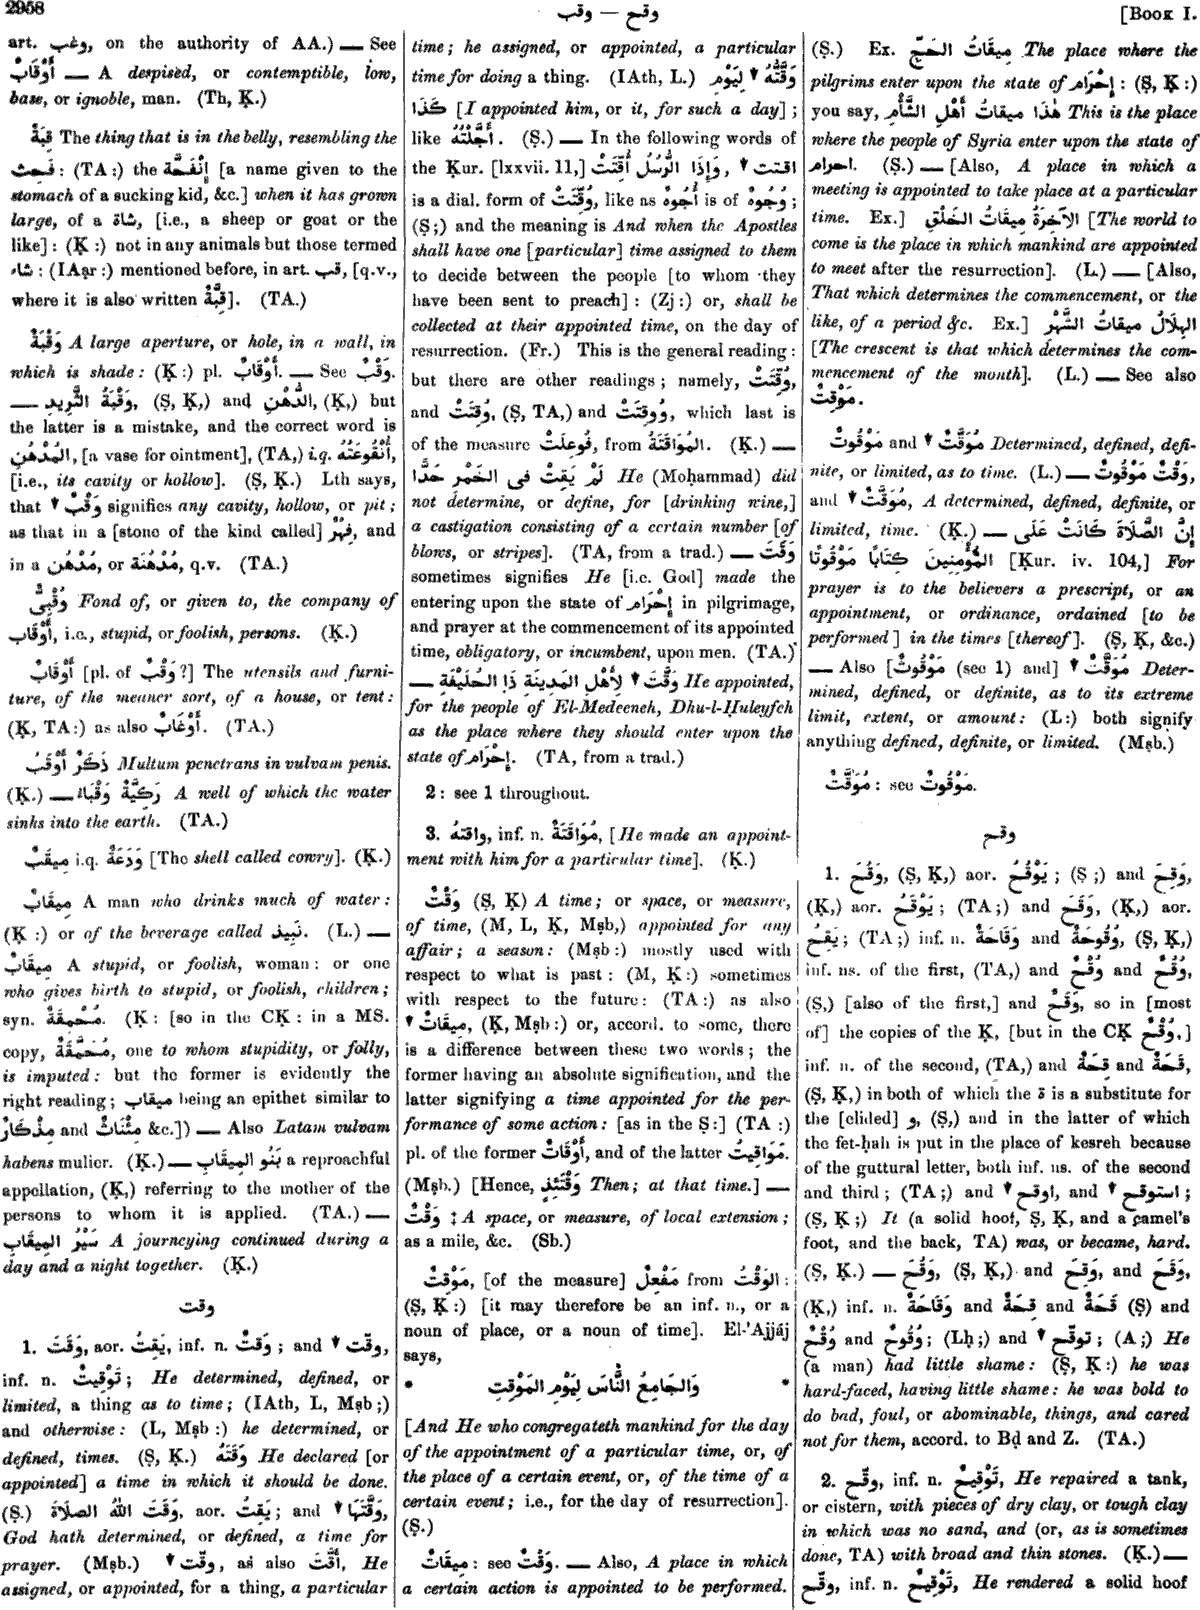 2958
وقب — وقح
[BOOK I.
art. وغب, on the authority of AA.) — See
أَوْقَابٌ — A despised, or contemptible, low,
base, or ignoble, man. (Th, Ḳ.)
قِبَةٌ The thing that is in the belly, resembling the
فَحِث: (TA:) the إِنْفَحَّة [a name given to the
stomach of a sucking kid, &c.] when it has grown
large, of a شاة, [i.e., a sheep or goat or the
like]: (Ḳ:) not in any animals but those termed
شاء: (IAạr:) mentioned before, in art. قب, [q.v.,
where it is also written قِبَّةٌ]. (TA.)
وَقْبَةٌ A large aperture, or hole, in a wall, in
which is shade: (Ḳ:) pl. أَوْقَابٌ. — See وَقْبٌ.
— وَقْبَةُ الثَّرِيدِ, (Ṣ, Ḳ,) and الدُّهْنِ, (Ḳ,) but
the latter is a mistake, and the correct word is
المُدْهُنِ, [a vase for ointment], (TA,) i.q. أُنْقُوعَتُهُ,
[i.e., its cavity or hollow]. (Ṣ, Ḳ.) Lth says,
that ▼ وَقْبٌ signifies any cavity, hollow, or pit;
as that in a [stone of the kind called] فِهْرٌ, and
in a مُدْهُن, or مُدْهُنَة, q.v. (TA.)
وُقْبِىٌّ Fond of, or given to, the company of
أَوْقَاب, i.e., stupid, or foolish, persons. (Ḳ.)
أَوْقَابٌ [pl. of وَقْبٌ?] The utensils and furni-
ture, of the meaner sort, of a house, or tent:
(Ḳ, TA:) as also أَوْغَابٌ. (TA.)
ذَكَرٌ أَوْقَبُ Multum penetrans in vulvam penis.
(Ḳ.) — رَكِيَّةٌ وَقْبَاءُ A well of which the water
sinks into the earth. (TA.)
مِيقَبٌ i.q. وَدَعَةٌ [The shell called cowry]. (Ḳ.)
مِيقَابٌ A man who drinks much of water:
(Ḳ:) or of the beverage called نَبِيذ. (L.) —
مِيقَابٌ A stupid, or foolish, woman: or one
who gives birth to stupid, or foolish, children;
syn. مُحْمِقَةٌ. (Ḳ: [so in the CḲ: in a MS.
copy, مُحَمَّقَةٌ, one to whom stupidity, or folly,
is imputed: but the former is evidently the
right reading; ميقاب being an epithet similar to
مِذْكَارٌ and مِئْنَاثٌ &c.]) — Also Latam vulvam
habens mulier. (Ḳ.) — بَنُو المِيقَابِ a reproachful
appellation, (Ḳ,) referring to the mother of the
persons to whom it is applied. (TA.) —
سَيْرُ المِيقَابِ A journeying continued during a
day and a night together. (Ḳ.)
وقت
1. وَقَتَ, aor. يَقِتُ, inf. n. وَقتٌ; and ▼ وقّت,
inf. n. تَوْقِيتٌ; He determined, defined, or
limited, a thing as to time; (IAth, L, Mṣb;)
and otherwise: (L, Mṣb:) he determined, or
defined, times. (Ṣ, Ḳ.) وَقَتَهُ He declared [or
appointed] a time in which it should be done.
(Ṣ.) وَقَتَ اللّٰهُ الصلَاةَ, aor. يَقِتُ; and ▼ وَقَّتَهَا,
God hath determined, or defined, a time for
prayer. (Mṣb.) ▼ وقّت, as also أَقَّتَ, He
assigned, or appointed, for a thing, a particular
time; he assigned, or appointed, a particular
time for doing a thing. (IAth, L.) وَقَّتُّهُ ▼ لِيَوْمِ
كَذَا [I appointed him, or it, for such a day];
like أَجَّلْتُهُ. (Ṣ.) — In the following words of
the Ḳur. [lxxvii. 11,] وَإِذَا الرُّسُلُ أُقِّتَتْ, ▼ اقتت
is a dial. form of وُقِّتَتْ, like as أُجُوهٌ is of وُجُوهٌ;
(Ṣ;) and the meaning is And when the Apostles
shall have one [particular] time assigned to them
to decide between the people [to whom they
have been sent to preach]: (Zj:) or, shall be
collected at their appointed time, on the day of
resurrection. (Fr.) This is the general reading:
but there are other readings; namely, وُقِّتَتْ,
and وُقِتَتْ, (Ṣ, TA,) and وُوقِتَتْ, which last is
of the measure فُوعِلَتْ, from المُوَاقَتَةُ. (Ḳ.) —
لَمْ يَقِتْ فِى الخَمْرِ حَدًّا He (Moḥammad) did
not determine, or define, for [drinking wine,]
a castigation consisting of a certain number [of
blows, or stripes]. (TA, from a trad.) — وَقَّتَ
sometimes signifies He [i.e. God] made the
entering upon the state of إِحْرَام in pilgrimage,
and prayer at the commencement of its appointed
time, obligatory, or incumbent, upon men. (TA.)
— وَقَّتَ ▼ لِأَهْلِ المَدِينَةِ ذَا الحُلَيْفَةِ He appointed,
for the people of El-Medeeneh, Dhu-l-Ḥuleyfeh
as the place where they should enter upon the
state of إِحْرَام. (TA, from a trad.)
2: see 1 throughout.
3. واقتهُ, inf. n. مُوَاقَتَةٌ, [He made an appoint-
ment with him for a particular time]. (Ḳ.)
وَقْتٌ (Ṣ, Ḳ) A time; or space, or measure,
of time, (M, L, Ḳ, Mṣb,) appointed for any
affair; a season: (Mṣb:) mostly used with
respect to what is past: (M, Ḳ:) sometimes
with respect to the future: (TA:) as also
▼ مِيقَاتٌ, (Ḳ, Mṣb:) or, accord. to some, there
is a difference between these two words; the
former having an absolute signification, and the
latter signifying a time appointed for the per-
formance of some action: [as in the Ṣ:] (TA:)
pl. of the former أَوْقَاتٌ, and of the latter مَوَاقِيتُ.
(Mṣb.) [Hence, وَقْتَئِذٍ Then; at that time.] —
وَقْتٌ ‡ A space, or measure, of local extension;
as a mile, &c. (Sb.)
مَوْقِتٌ, [of the measure] مَفْعِلٌ from الوَقْتُ:
(Ṣ, Ḳ:) [it may therefore be an inf. n., or a
noun of place, or a noun of time]. El-'Ajjáj
says,
* وَالجَامِعُ النَّاسَ لِيَوْمِ المَوْقِتِ *
[And He who congregateth mankind for the day
of the appointment of a particular time, or, of
the place of a certain event, or, of the time of a
certain event; i.e., for the day of resurrection].
(Ṣ.)
مِيقَاتٌ: see وَقْتٌ. — Also, A place in which
a certain action is appointed to be performed.
(Ṣ.) Ex. مِيقَاتُ الحَجِّ The place where the
pilgrims enter upon the state of إِحْرَام: (Ṣ, Ḳ:)
you say, هٰذَا مِيقَاتُ أَهْلِ الشَّأْمِ This is the place
where the people of Syria enter upon the state of
احرام. (Ṣ.) — [Also, A place in which a
meeting is appointed to take place at a particular
time. Ex.] الآخِرَةُ مِيقَاتُ الخَلْقِ [The world to
come is the place in which mankind are appointed
to meet after the resurrection]. (L.) — [Also,
That which determines the commencement, or the
like, of a period &c. Ex.] الهِلَالُ مِيقَاتُ الشَّهْرِ
[The crescent is that which determines the com-
mencement of the month]. (L.) — See also
مَوْقِتٌ.
مَوْقُوتٌ and ▼ مُوَقَّتٌ Determined, defined, defi-
nite, or limited, as to time. (L.) — وَقْتٌ مَوْقُوتٌ,
and ▼ مُوَقَّتٌ, A determined, defined, definite, or
limited, time. (Ḳ.) — إِنَّ الصَّلَاةَ كَانَتْ عَلَى
المُؤْمِنِينَ كِتَابًا مَوْقُوتًا [Ḳur. iv. 104,] For
prayer is to the believers a prescript, or an
appointment, or ordinance, ordained [to be
performed] in the times [thereof]. (Ṣ, Ḳ, &c.)
— Also [مَوْقُوتٌ (see 1) and] ▼ مُوَقَّتٌ Deter-
mined, defined, or definite, as to its extreme
limit, extent, or amount: (L:) both signify
anything defined, definite, or limited. (Mṣb.)
مُوَقَّتٌ: see مَوْقُوتٌ.
وقح
1. وَقُحَ, (Ṣ, Ḳ,) aor. يَوْقُحُ; (Ṣ;) and وَقِحَ,
(Ḳ,) aor. يَوْقَحُ; (TA;) and وَقَحَ, (Ḳ,) aor.
يَقِحُ; (TA;) inf. n. وَقَاحَةٌ and وُقُوحَةٌ, (Ṣ, Ḳ,)
inf. ns. of the first, (TA,) and وُقْحٌ and وُقُحٌ,
(Ṣ,) [also of the first,] and وَقَحٌ, so in [most
of] the copies of the Ḳ, [but in the CḲ وُقْحٌ,]
inf. n. of the second, (TA,) and قِحَةٌ and قَحَةٌ,
(Ṣ, Ḳ,) in both of which the ة is a substitute for
the [elided] و, (Ṣ,) and in the latter of which
the fet-ḥah is put in the place of kesreh because
of the guttural letter, both inf. ns. of the second
and third; (TA;) and ▼ اوقح, and ▼ استوقح;
(Ṣ, Ḳ;) It (a solid hoof, Ṣ, Ḳ, and a camel's
foot, and the back, TA) was, or became, hard.
(Ṣ, Ḳ.) — وَقُحَ, (Ṣ, Ḳ,) and وَقِحَ, and وَقَحَ,
(Ḳ,) inf. n. وَقَاحَةٌ and قِحَةٌ and قَحَةٌ (Ṣ) and
وُقْحٌ and وُقُوحٌ; (Lḥ;) and ▼ توقّح; (A;) He
(a man) had little shame: (Ṣ, Ḳ:) he was
hard-faced, having little shame: he was bold to
do bad, foul, or abominable, things, and cared
not for them, accord. to Bḍ and Z. (TA.)
2. وقّح, inf. n. تَوْقِيحٌ, He repaired a tank,
or cistern, with pieces of dry clay, or tough clay
in which was no sand, and (or, as is sometimes
done, TA) with broad and thin stones. (Ḳ.) —
وقّح, inf. n. تَوْقِيحٌ, He rendered a solid hoof